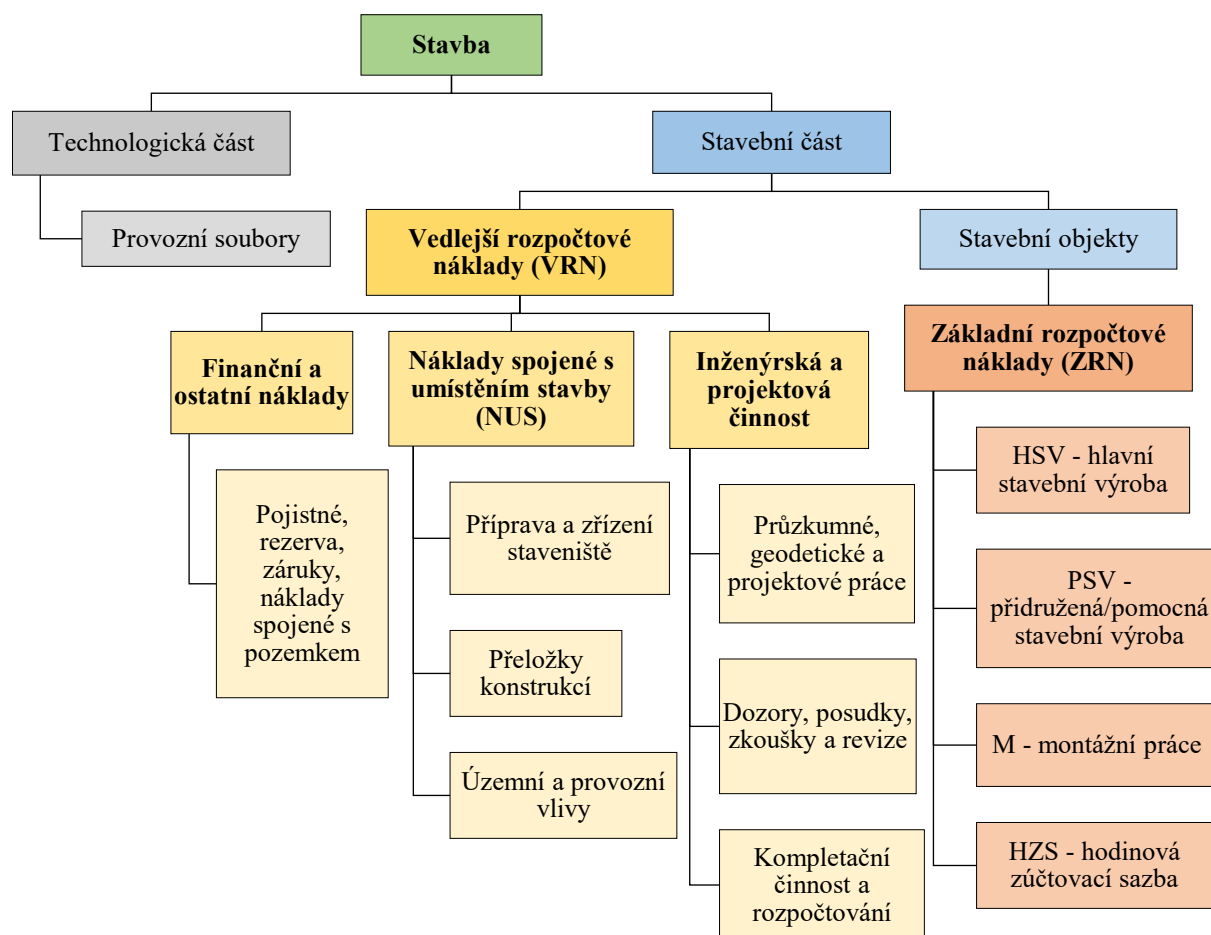 Stavba
Technologická část
Stavební část
Provozní soubory
Vedlejší rozpočtové
náklady (VRN)
Stavební objekty
Finanční a
ostatní náklady
Náklady spojené s
umístěním stavby
(NUS)
Inženýrská a
projektová
činnost
Základní rozpočtové
náklady (ZRN)
Pojistné,
rezerva,
záruky,
náklady
spojené s
pozemkem
Příprava a zřízení
staveniště
Přeložky
konstrukcí
Územní a provozní
vlivy
Průzkumné,
geodetické a
projektové práce
Dozory, posudky,
zkoušky a revize
Kompletační
činnost a
rozpočtování
HSV - hlavní
stavební výroba
PSV -
přidružená/pomocná
stavební výroba
M - montážní práce
HZS - hodinová
zúčtovací sazba